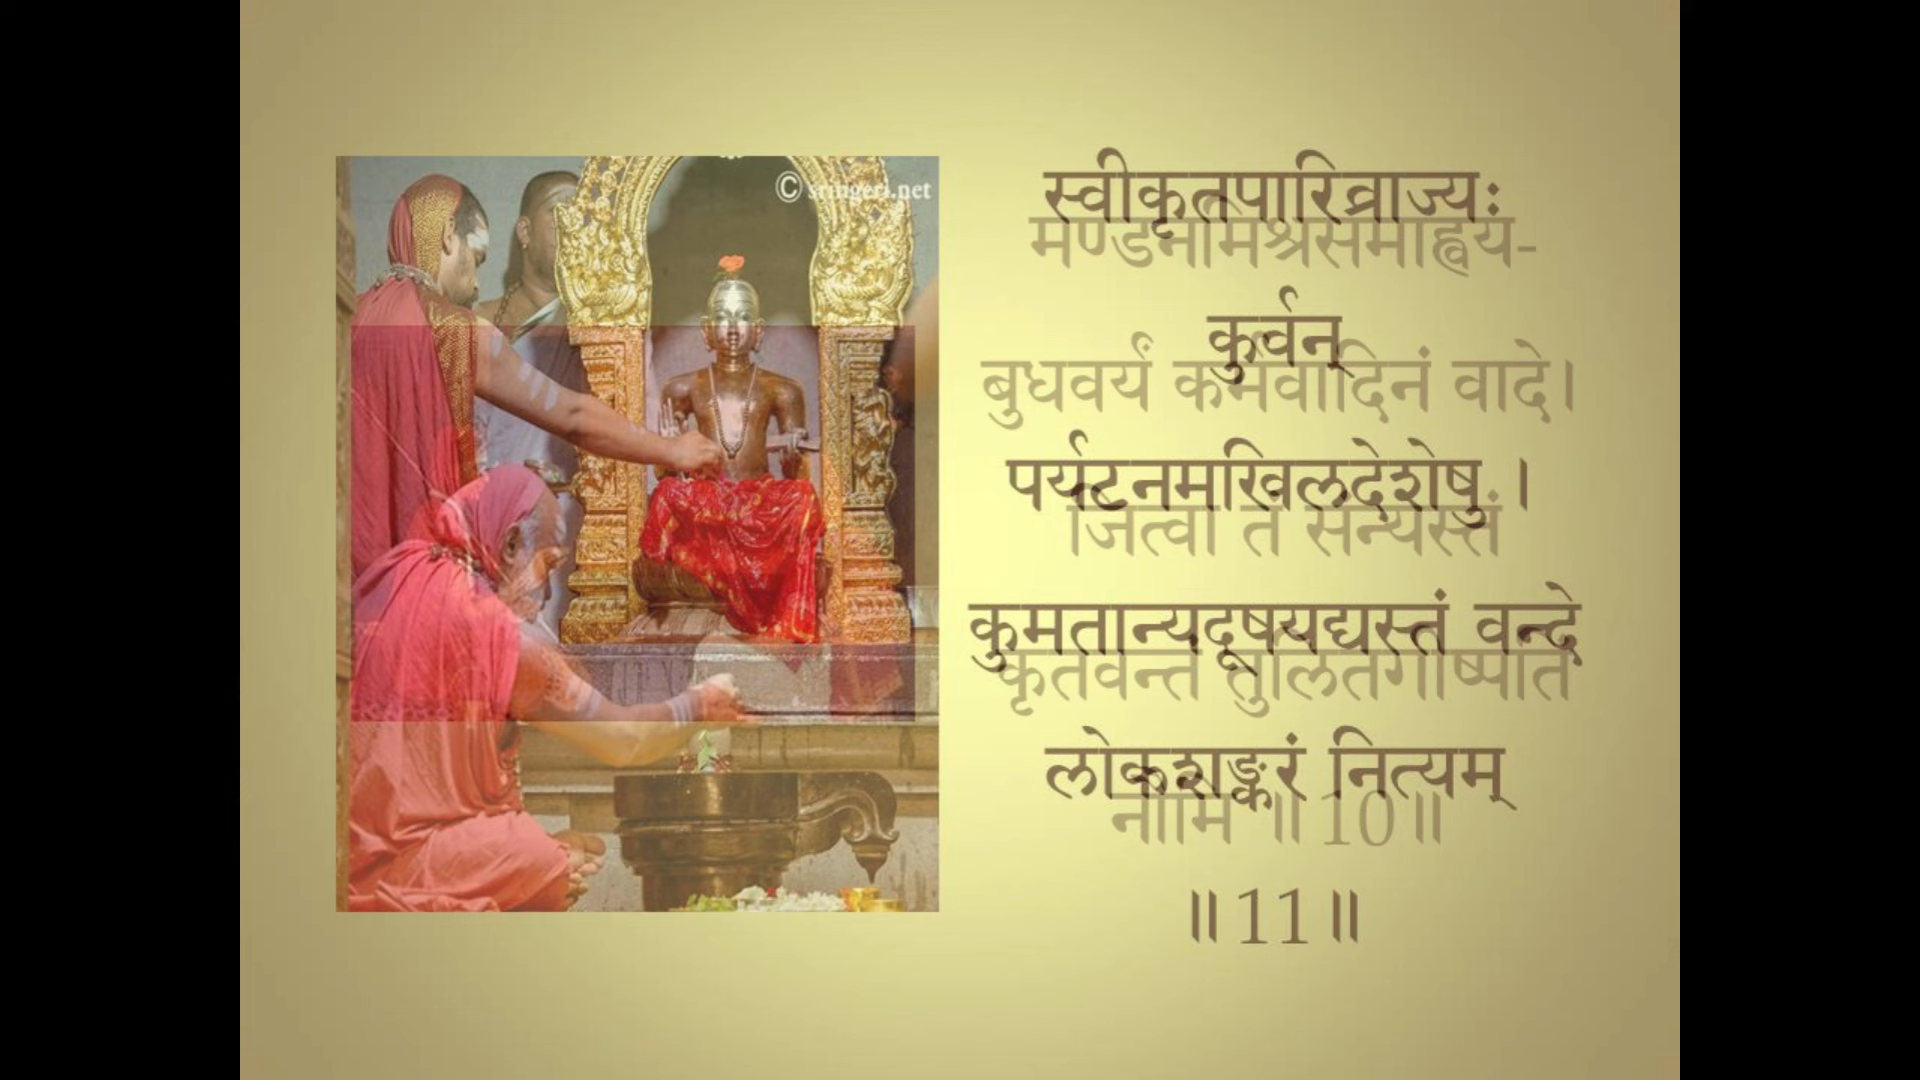 © sringeri.net
स्वीकृतपारिव्राज्यः
मण्डनमिश्रसमाह्वय-
कुर्वन्
बुधवर्यं कर्मवादिनं वादे।
पर्यटनमखिलदेशेषु ।
जित्वा तं संन्यस्तं
कुमतान्यदूषयद्यस्तं वन्दे
कृतवन्तं तुलितगीष्पतिं
लोकशङ्करं नित्यम्
नौमि ॥ 10॥
॥ 11 ॥